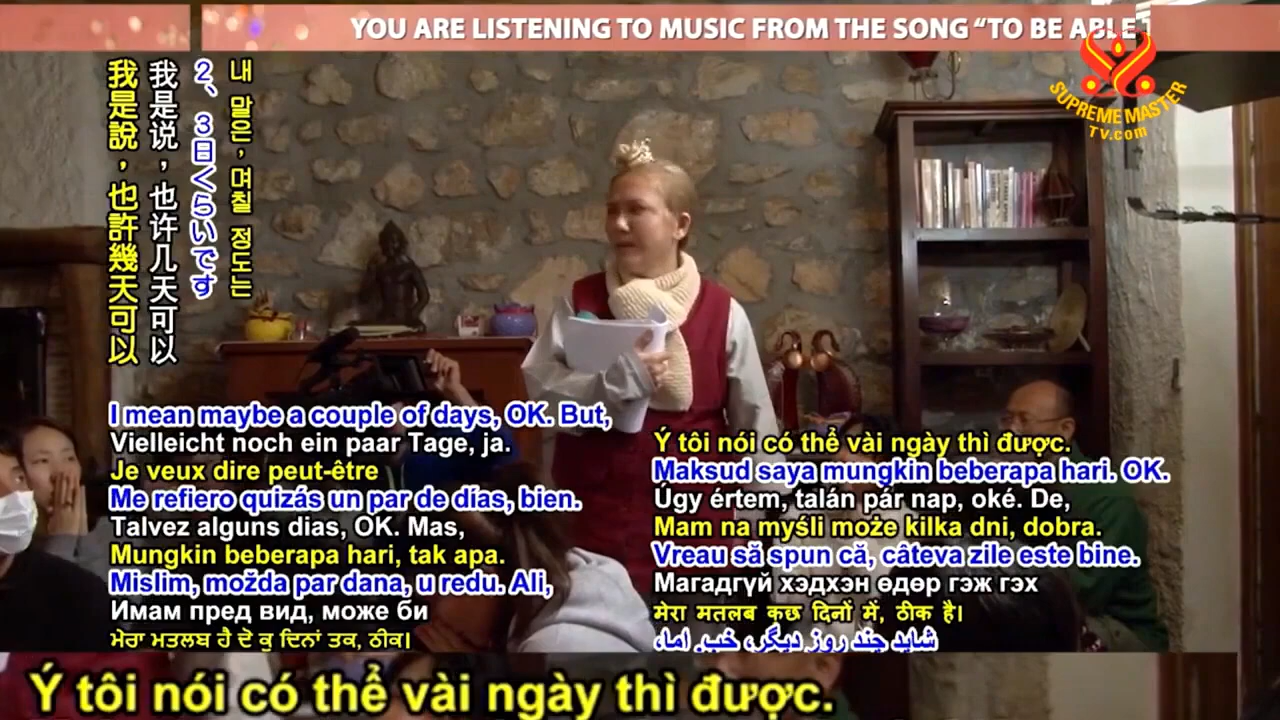 YOU ARE LISTENING TO MUSIC FROM THE SONG “TO BE ABLE T
SUPREME MASTER
TV.com
我是說，也許幾天可以
我是说，也许几天可以
2、3日くらいです
내 말은, 며칠 정도는
I mean maybe a couple of days, OK. But,
Vielleicht noch ein paar Tage, ja.
Je veux dire peut-être
Me refiero quizás un par de días, bien.
Talvez alguns dias, OK. Mas,
Mungkin beberapa hari, tak apa.
Mislim, možda par dana, u redu. Ali,
Имам пред вид, може би
ਮੇਰਾ ਮਤਲਬ ਹੈ ਦੋ ਕੁ ਦਿਨਾਂ ਤਕ, ਠੀਕ।
Ý tôi nói có thể vài ngày thì được.
Maksud saya mungkin beberapa hari. OK.
Úgy értem, talán pár nap, oké. De,
Mam na myśli może kilka dni, dobra.
Vreau să spun că, câteva zile este bine.
Магадгүй хэдхэн өдөр гэж гэх
मेरा मतलब कुछ दिनों में, ठीक है।
شاید چند روز دیگر، خب. اما،
Ý tôi nói có thể vài ngày thì được.